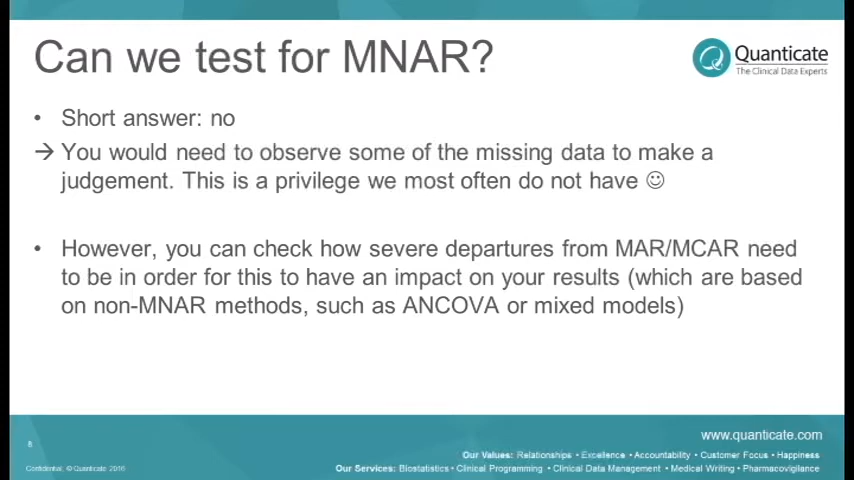 Can we test for MNAR?
Quanticate
The Clinical Data Experts
• Short answer: no
→ You would need to observe some of the missing data to make a
judgement. This is a privilege we most often do not have ☺
• However, you can check how severe departures from MAR/MCAR need
to be in order for this to have an impact on your results (which are based
on non-MNAR methods, such as ANCOVA or mixed models)
www.quanticate.com
8
Our Values: Relationships • Excellence • Accountability • Customer Focus • Happiness
Confidential, © Quanticate 2016
Our Services: Biostatistics • Clinical Programming • Clinical Data Management • Medical Writing • Pharmacovigilance